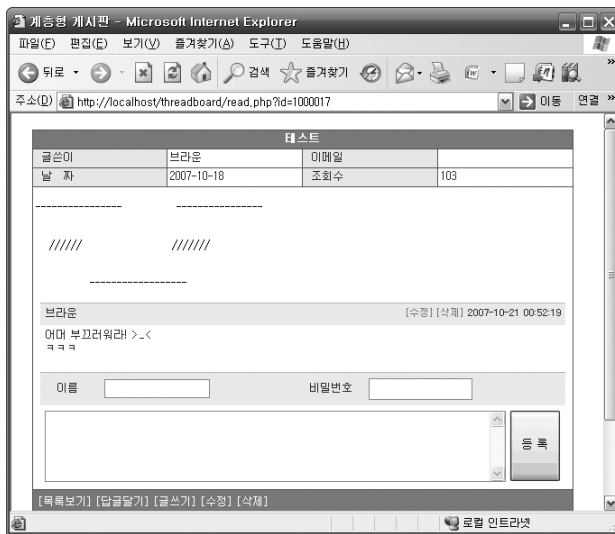 계층형 게시판 - Microsoft Internet Explorer
파일(F) 편집(E) 보기(V) 즐겨찾기(A) 도구(T) 도움말(H)
뒤로 검색 즐겨찾기
주소(D) http://localhost/threadboard/read.php?id=1000017 이동 연결 »
테스트
글쓴이 브라운 이메일
날 짜 2007-10-18 조회수 103
---------------- ----------------
////// ///////
------------------
브라운 [수정] [삭제] 2007-10-21 00:52:19
어머 부끄러워라! >_<
ㅋㅋㅋ
이름 비밀번호
등 록
[목록보기] [답글달기] [글쓰기] [수정] [삭제]
로컬 인트라넷